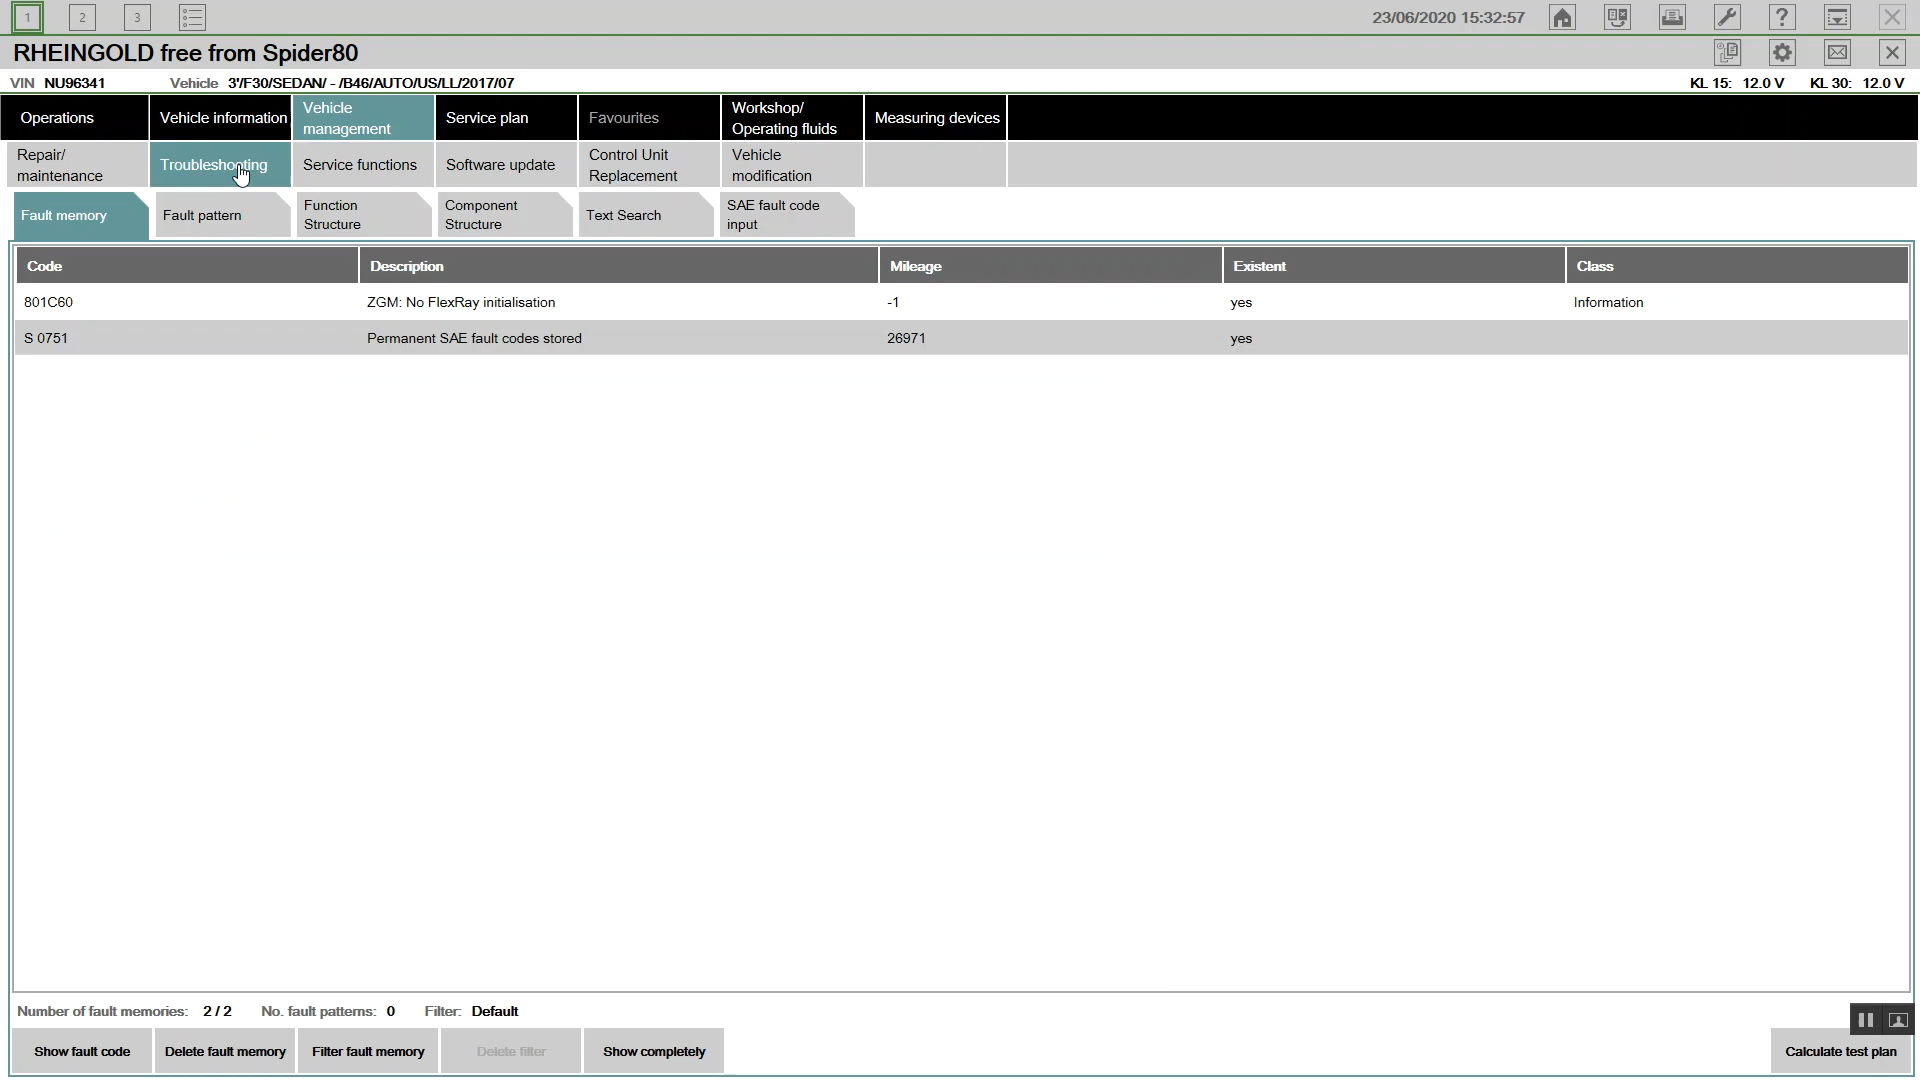 1 2 3 23/06/2020 15:32:57 ?
RHEINGOLD free from Spider80
VIN NU96341 Vehicle 3'/F30/SEDAN/ - /B46/AUTO/US/LL/2017/07 KL 15: 12.0 V KL 30: 12.0 V
Operations Vehicle information Vehicle management Service plan Favourites Workshop/ Operating fluids Measuring devices
Repair/ maintenance Troubleshooting Service functions Software update Control Unit Replacement Vehicle modification
Fault memory Fault pattern Function Structure Component Structure Text Search SAE fault code input
Code Description Mileage Existent Class
801C60 ZGM: No FlexRay initialisation -1 yes Information
S 0751 Permanent SAE fault codes stored 26971 yes
Number of fault memories: 2 / 2 No. fault patterns: 0 Filter: Default
Show fault code Delete fault memory Filter fault memory Delete filter Show completely Calculate test plan